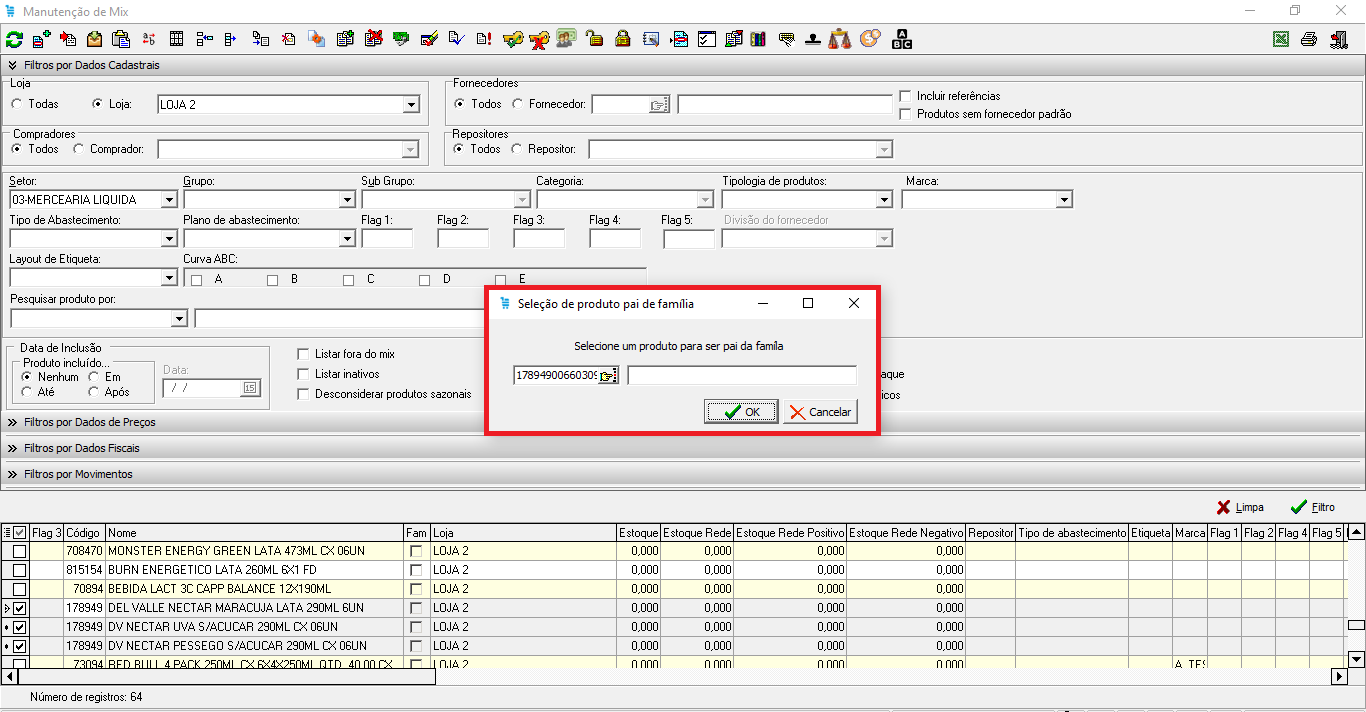 Manutenção de Mix
Filtros por Dados Cadastrais
Loja
Todas Loja: LOJA 2
Fornecedores
Todos Fornecedor:
Incluir referências
Produtos sem fornecedor padrão
Compradores
Todos Comprador:
Repositores
Todos Repositor:
Setor: Grupo: Sub Grupo: Categoria: Tipologia de produtos: Marca:
03-MERCEARIA LIQUIDA
Tipo de Abastecimento: Plano de abastecimento: Flag 1: Flag 2: Flag 3: Flag 4: Flag 5: Divisão do fornecedor
Layout de Etiqueta: Curva ABC:
A B C D E
Pesquisar produto por:
Seleção de produto pai de família
Selecione um produto para ser pai da famíla
OK Cancelar
Data de Inclusão
Produto incluído...
Nenhum Em
Até Após
Data:
/ /
15
Listar fora do mix
Listar inativos
Desconsiderar produtos sazonais
Filtros por Dados de Preços
Filtros por Dados Fiscais
Filtros por Movimentos
Limpa Filtro
Flag 3 Código Nome Fam Loja Estoque Estoque Rede Estoque Rede Positivo Estoque Rede Negativo Repositor Tipo de abastecimento Etiqueta Marca Flag 1 Flag 2 Flag 4 Flag 5
708470 MONSTER ENERGY GREEN LATA 473ML CX 06UN LOJA 2 0,000 0,000 0,000 0,000
815154 BURN ENERGETICO LATA 260ML 6X1 FD LOJA 2 0,000 0,000 0,000 0,000
70894 BEBIDA LACT 3C CAPP BALANCE 12X190ML LOJA 2 0,000 0,000 0,000 0,000
178949 DEL VALLE NECTAR MARACUJA LATA 290ML 6UN LOJA 2 0,000 0,000 0,000 0,000
178949 DV NECTAR UVA S/ACUCAR 290ML CX 06UN LOJA 2 0,000 0,000 0,000 0,000
178949 DV NECTAR PESSEGO S/ACUCAR 290ML CX 06UN LOJA 2 0,000 0,000 0,000 0,000
73094 RED BULL 4 PACK 250ML CX 6X4X250ML QTD. 40,00 CX LOJA 2 0,000 0,000 0,000 0,000
Número de registros: 64